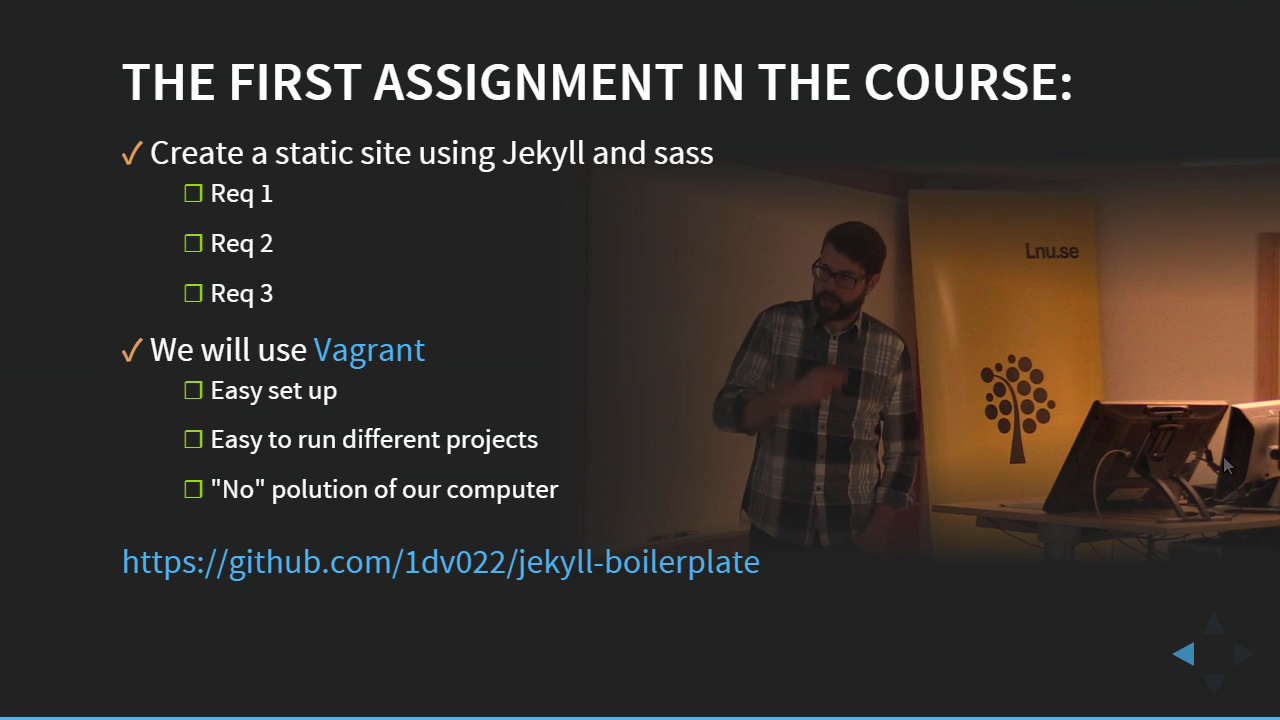 THE FIRST ASSIGNMENT IN THE COURSE:
Create a static site using Jekyll and sass
Req 1
Req 2
Req 3
We will use Vagrant
Easy set up
Easy to run different projects
"No" polution of our computer
https://github.com/1dv022/jekyll-boilerplate
Lnu.se